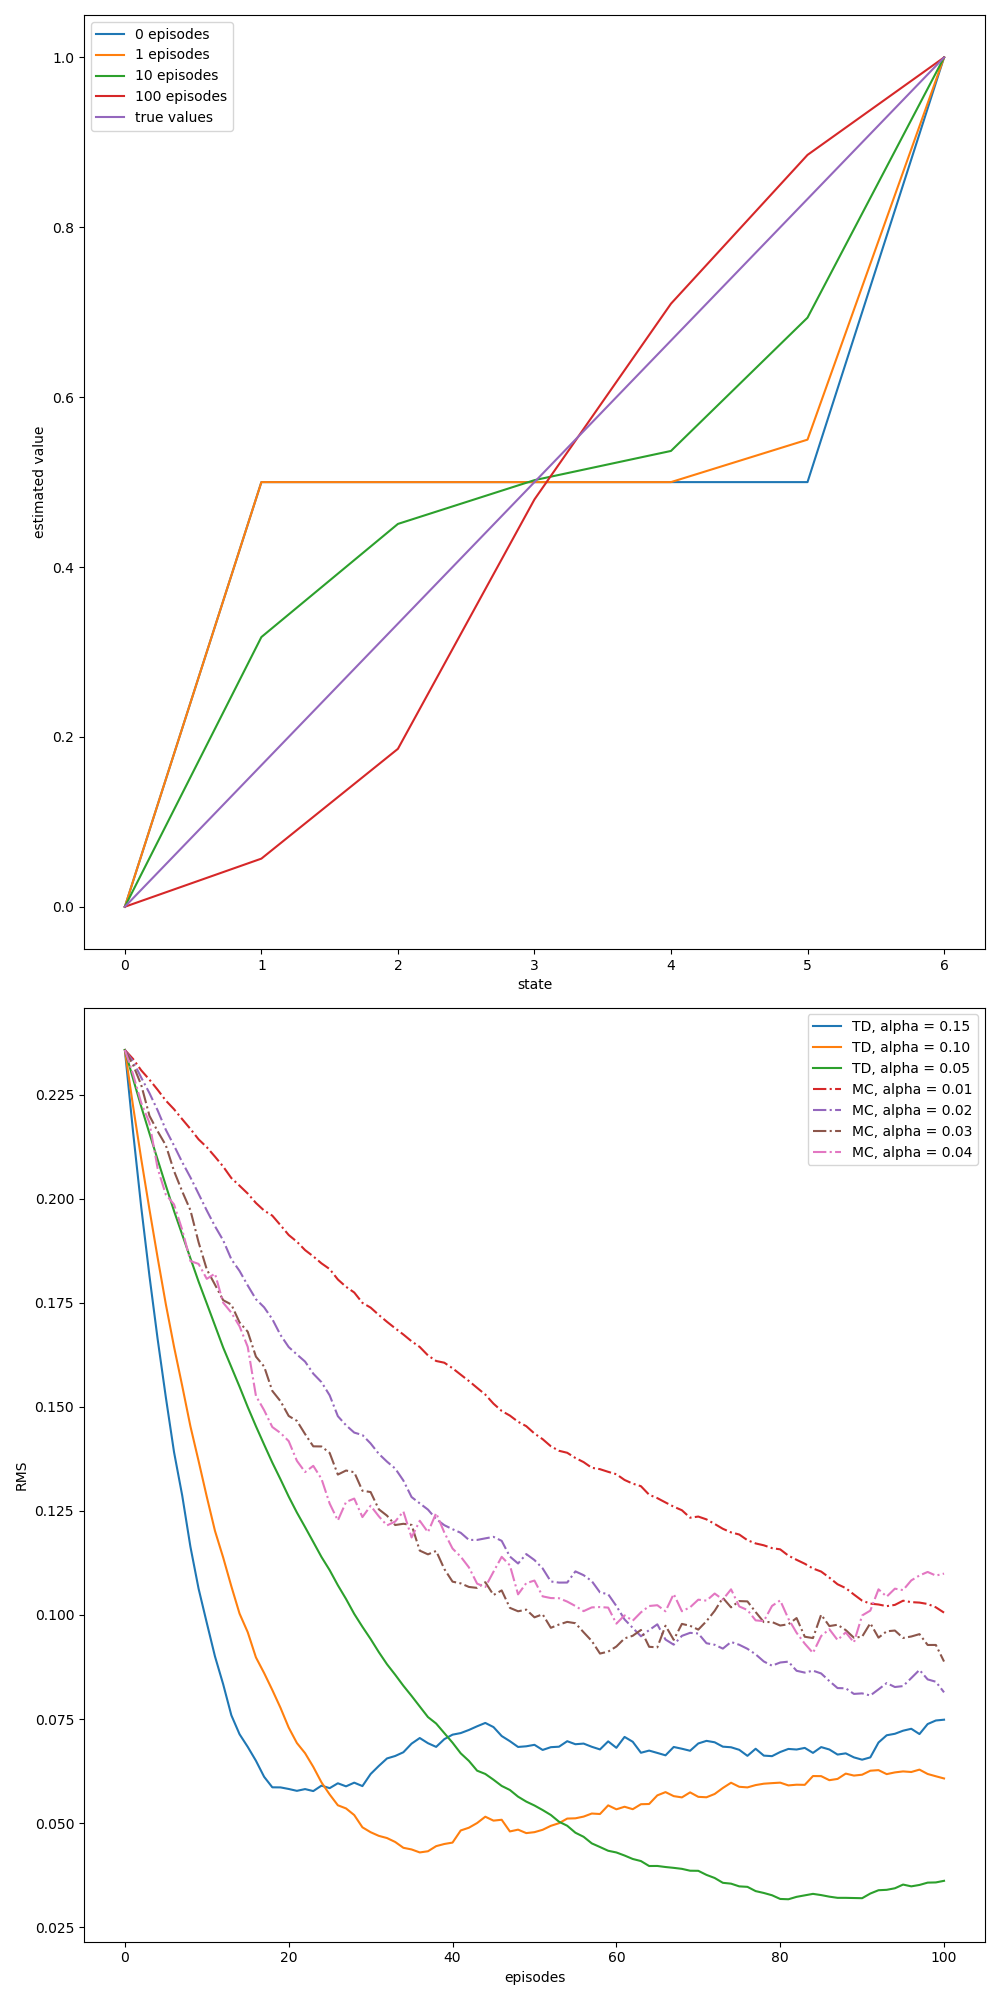 0 episodes
1 episodes
10 episodes
100 episodes
true values
1.0
0.8
0.6
0.4
0.2
0.0
estimated value
0 1 2 3 4 5 6
state
TD, alpha = 0.15
TD, alpha = 0.10
TD, alpha = 0.05
MC, alpha = 0.01
MC, alpha = 0.02
MC, alpha = 0.03
MC, alpha = 0.04
0.225
0.200
0.175
0.150
0.125
0.100
0.075
0.050
0.025
RMS
0 20 40 60 80 100
episodes